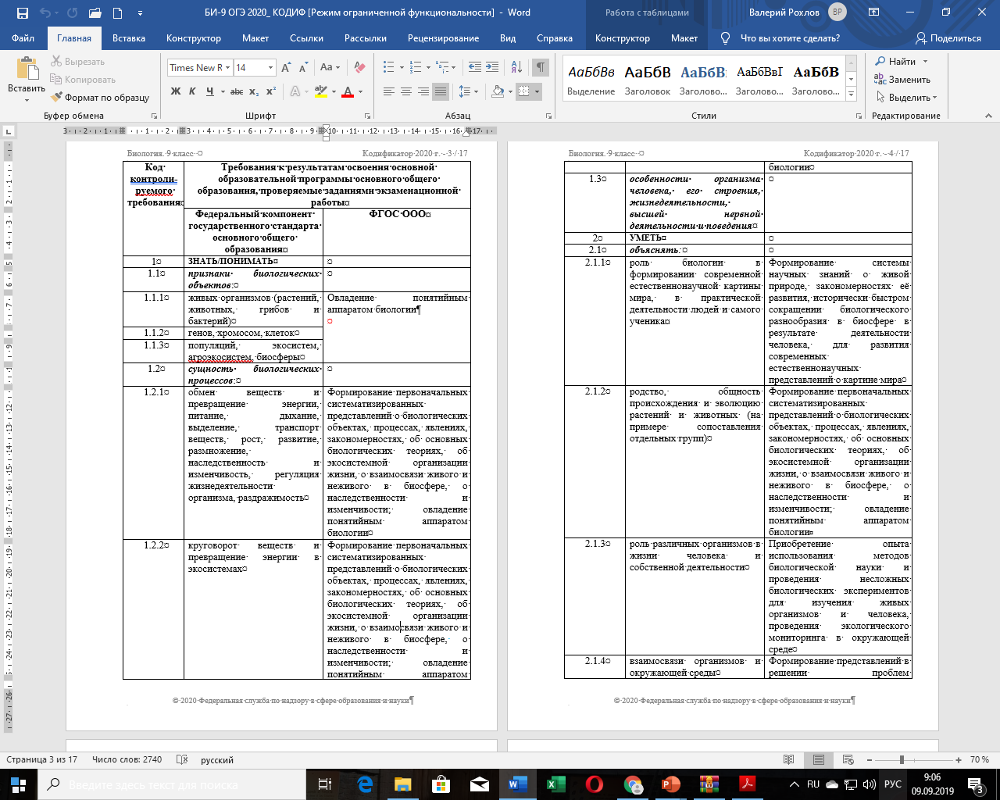 БИ-9 ОГЭ 2020_ КОДИФ [Режим ограниченной функциональности] - Word
Работа с таблицами
Валерий Рохлов
ВР
Файл Главная Вставка Конструктор Макет Ссылки Рассылки Рецензирование Вид Справка Конструктор Макет Что вы хотите сделать? Поделиться
Вставить
Вырезать
Копировать
Формат по образцу
Буфер обмена
Times New R 14
Ж К Ч abc x₂ x²
Шрифт
Абзац
АаБбВв АаБбВ АаБбВ АаБбВвІ АаБбВ
Выделение Заголовок Заголово... Заголово... Заголово...
Стили
Найти
Заменить
Выделить
Редактирование
Биология. 9 класс
Кодификатор 2020 г. – 3 / 17
Код
контроли-
руемого
требования
Требования к результатам освоения основной
образовательной программы основного общего
образования, проверяемые заданиями экзаменационной
работы
Федеральный компонент
государственного стандарта
основного общего
образования
ФГОС ООО
1 ЗНАТЬ/ПОНИМАТЬ
1.1 признаки биологических
объектов:
1.1.1 живых организмов (растений,
животных, грибов и
бактерий)
Овладение понятийным
аппаратом биологии¶
1.1.2 генов, хромосом, клеток
1.1.3 популяций, экосистем,
агроэкосистем, биосферы
1.2 сущность биологических
процессов:
1.2.1 обмен веществ и
превращение энергии,
питание, дыхание,
выделение, транспорт
веществ, рост, развитие,
размножение,
наследственность и
изменчивость, регуляция
жизнедеятельности
организма, раздражимость
Формирование первоначальных
систематизированных
представлений о биологических
объектах, процессах, явлениях,
закономерностях, об основных
биологических теориях, об
экосистемной организации
жизни, о взаимосвязи живого и
неживого в биосфере, о
наследственности и
изменчивости; овладение
понятийным аппаратом
биологии
1.2.2 круговорот веществ и
превращение энергии в
экосистемах
Формирование первоначальных
систематизированных
представлений о биологических
объектах, процессах, явлениях,
закономерностях, об основных
биологических теориях, об
экосистемной организации
жизни, о взаимосвязи живого и
неживого в биосфере, о
наследственности и
изменчивости; овладение
понятийным аппаратом
© 2020 Федеральная служба по надзору в сфере образования и науки¶
Биология. 9 класс
Кодификатор 2020 г. – 4 / 17
биологии
1.3 особенности организма
человека, его строения,
жизнедеятельности,
высшей нервной
деятельности и поведения
2 УМЕТЬ
2.1 объяснять:
2.1.1 роль биологии в
формировании современной
естественнонаучной картины
мира, в практической
деятельности людей и самого
ученика
Формирование системы
научных знаний о живой
природе, закономерностях её
развития, исторически быстром
сокращении биологического
разнообразия в биосфере в
результате деятельности
человека, для развития
современных
естественнонаучных
представлений о картине мира
2.1.2 родство, общность
происхождения и эволюцию
растений и животных (на
примере сопоставления
отдельных групп)
Формирование первоначальных
систематизированных
представлений о биологических
объектах, процессах, явлениях,
закономерностях, об основных
биологических теориях, об
экосистемной организации
жизни, о взаимосвязи живого и
неживого в биосфере, о
наследственности и
изменчивости; овладение
понятийным аппаратом
биологии
2.1.3 роль различных организмов в
жизни человека и
собственной деятельности
Приобретение опыта
использования методов
биологической науки и
проведения несложных
биологических экспериментов
для изучения живых
организмов и человека,
проведения экологического
мониторинга в окружающей
среде
2.1.4 взаимосвязи организмов и
окружающей среды
Формирование представлений в
решении проблем
© 2020 Федеральная служба по надзору в сфере образования и науки¶
Страница 3 из 17 Число слов: 2740 русский 70 %
Введите здесь текст для поиска
RU РУС 9:06
09.09.2019
3